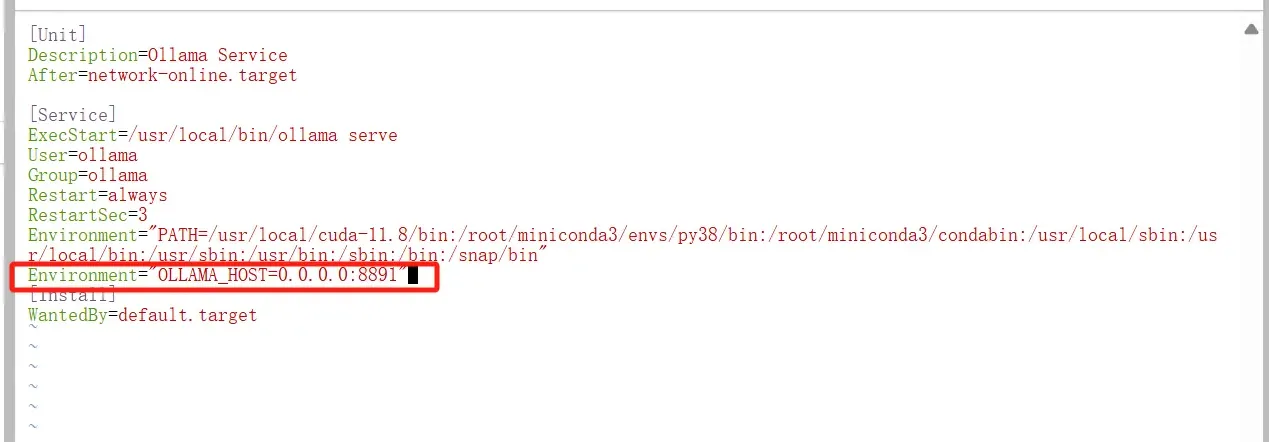 [Unit]
Description=Ollama Service
After=network-online.target
[Service]
ExecStart=/usr/local/bin/ollama serve
User=ollama
Group=ollama
Restart=always
RestartSec=3
Environment="PATH=/usr/local/cuda-11.8/bin:/root/miniconda3/envs/py38/bin:/root/miniconda3/condabin:/usr/local/sbin:/us
r/local/bin:/usr/sbin:/usr/bin:/sbin:/bin:/snap/bin"
Environment="OLLAMA_HOST=0.0.0.0:8891"
[Install]
WantedBy=default.target
~
~
~
~
~
~